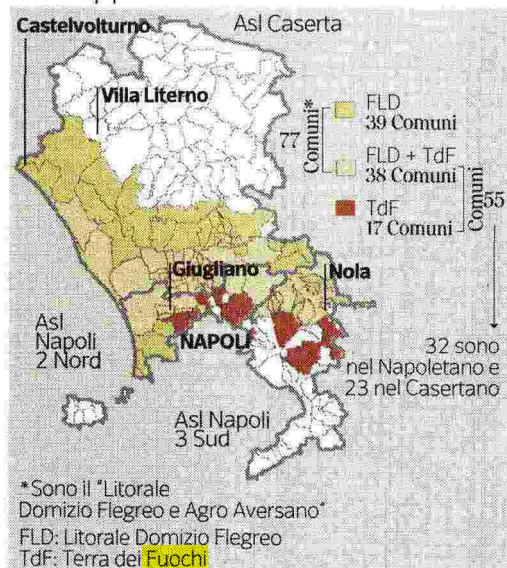 Asl Caserta
Castelvolturno
Villa Literno
77
Comuni*
FLD
39 Comuni
FLD + TdF
38 Comuni
TdF
17 Comuni
Comuni
55
Giugliano
Nola
Asl
Napoli
2 Nord
NAPOLI
32 sono
nel Napoletano e
23 nel Casertano
Asl Napoli
3 Sud
*Sono il "Litorale
Domizio Flegreo e Agro Aversano"
FLD: Litorale Domizio Flegreo
TdF: Terra dei Fuochi